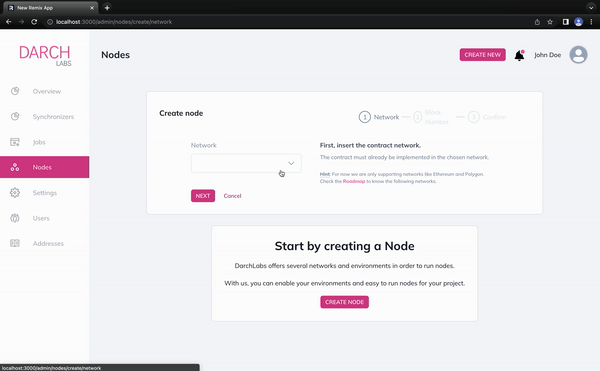 New Remix App
localhost:3000/admin/nodes/create/network
DARCH
LABS
Nodes
CREATE NEW
John Doe
Overview
Synchronizers
Jobs
Nodes
Settings
Users
Addresses
Create node
1 Network
2 Block Number
3 Confirm
Network
NEXT
Cancel
First, insert the contract network.
The contract must already be implemented in the chosen network.
Hint: For now we are only supporting networks like Ethereum and Polygon.
Check the Roadmap to know the following networks.
Start by creating a Node
DarchLabs offers several networks and environments in order to run nodes.
With us, you can enable your environments and easy to run nodes for your project.
CREATE NODE
localhost:3000/admin/nodes/create/network